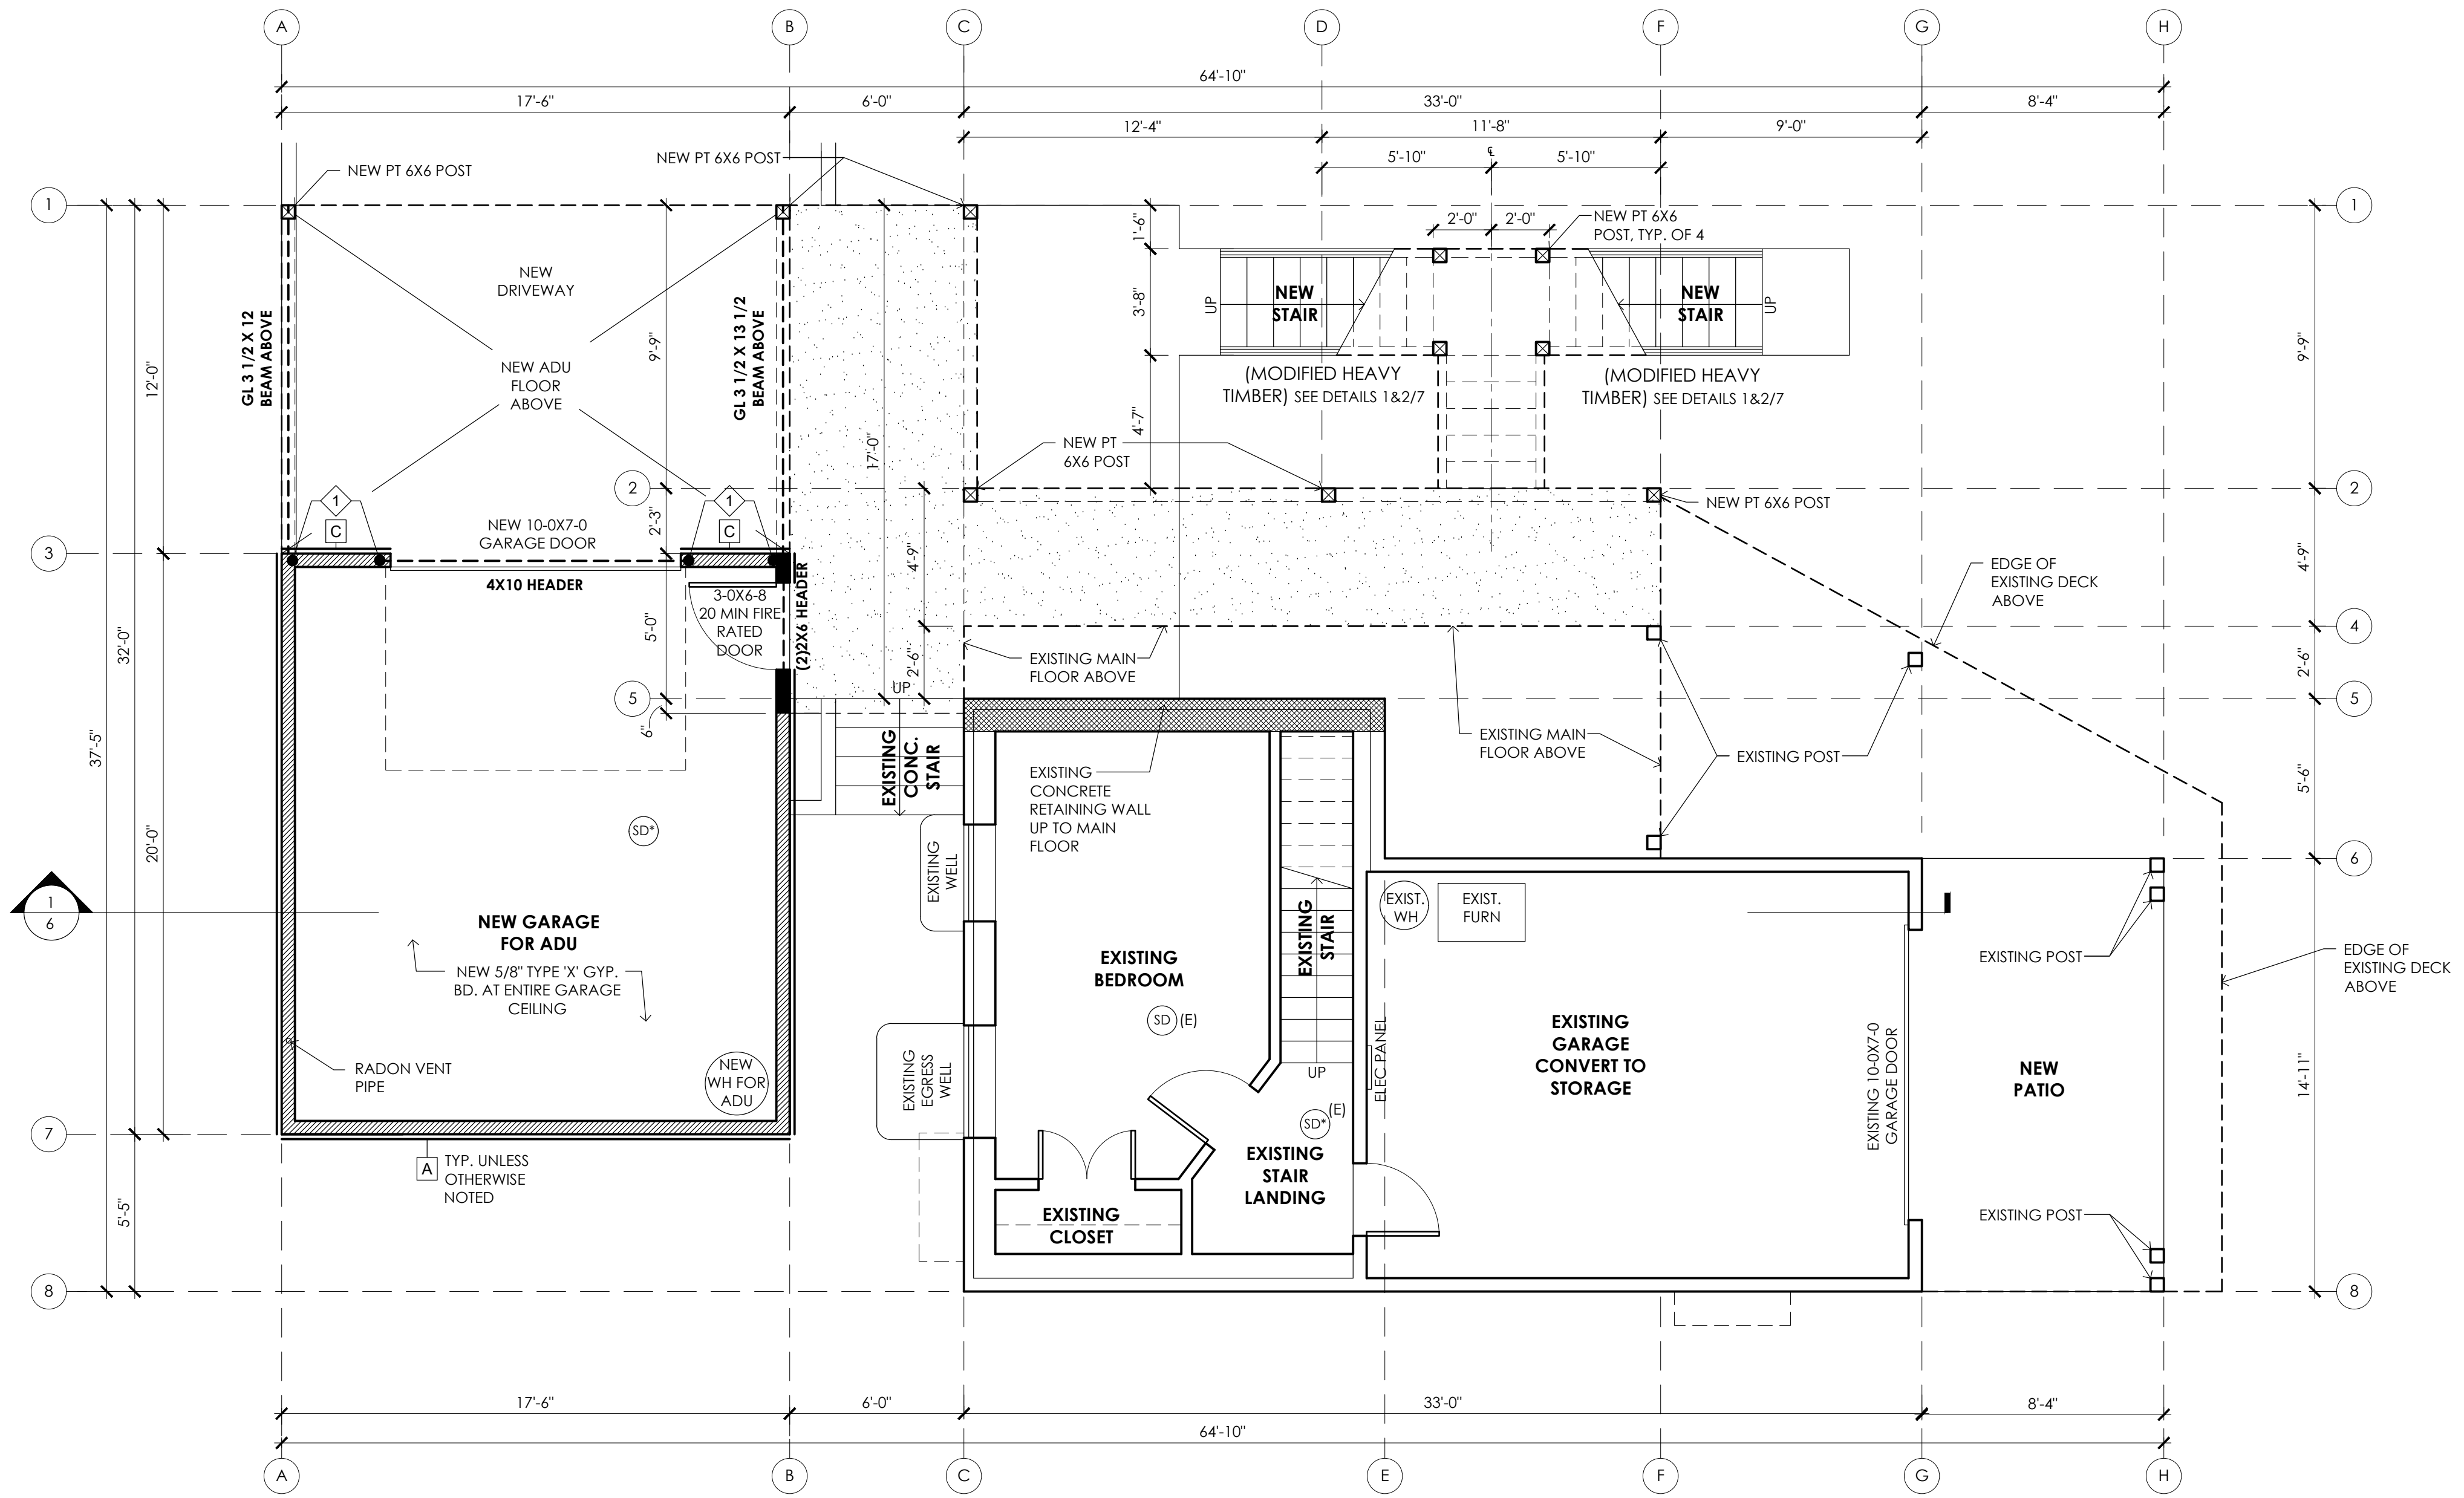 A
B
C
D
F
G
H
64'-10"
17'-6"
6'-0"
33'-0"
8'-4"
12'-4"
11'-8"
9'-0"
5'-10"
℄
5'-10"
NEW PT 6X6 POST
NEW PT 6X6 POST
1
1
2'-0"
2'-0"
NEW PT 6X6
POST, TYP. OF 4
1'-6"
3'-8"
4'-7"
NEW
DRIVEWAY
GL 3 1/2 X 12
BEAM ABOVE
GL 3 1/2 X 13 1/2
BEAM ABOVE
9'-9"
12'-0"
NEW ADU
FLOOR
ABOVE
UP
NEW
STAIR
NEW
STAIR
UP
(MODIFIED HEAVY
TIMBER) SEE DETAILS 1&2/7
(MODIFIED HEAVY
TIMBER) SEE DETAILS 1&2/7
9'-9"
17'-0"
NEW PT
6X6 POST
2
2
NEW PT 6X6 POST
1
C
1
C
2'-3"
NEW 10-0X7-0
GARAGE DOOR
3
4X10 HEADER
3-0X6-8
20 MIN FIRE
RATED
DOOR
(2)2X6 HEADER
4'-9"
4'-9"
EDGE OF
EXISTING DECK
ABOVE
4
5'-0"
2'-6"
2'-6"
EXISTING MAIN
FLOOR ABOVE
UP
5
5
6"
32'-0"
37'-5"
20'-0"
EXISTING
CONC.
STAIR
EXISTING
CONCRETE
RETAINING WALL
UP TO MAIN
FLOOR
EXISTING MAIN
FLOOR ABOVE
EXISTING POST
5'-6"
SD*
EXISTING
WELL
6
1
6
NEW GARAGE
FOR ADU
NEW 5/8" TYPE 'X' GYP.
BD. AT ENTIRE GARAGE
CEILING
EXISTING
BEDROOM
SD
(E)
EXISTING
STAIR
UP
EXIST.
WH
EXIST.
FURN
EXISTING POST
EDGE OF
EXISTING DECK
ABOVE
RADON VENT
PIPE
NEW
WH FOR
ADU
EXISTING
EGRESS
WELL
ELEC PANEL
EXISTING
GARAGE
CONVERT TO
STORAGE
EXISTING 10-0X7-0
GARAGE DOOR
NEW
PATIO
14'-11"
7
A
TYP. UNLESS
OTHERWISE
NOTED
SD*
(E)
EXISTING
STAIR
LANDING
EXISTING
CLOSET
EXISTING POST
5'-5"
8
8
17'-6"
6'-0"
33'-0"
8'-4"
64'-10"
A
B
C
E
F
G
H